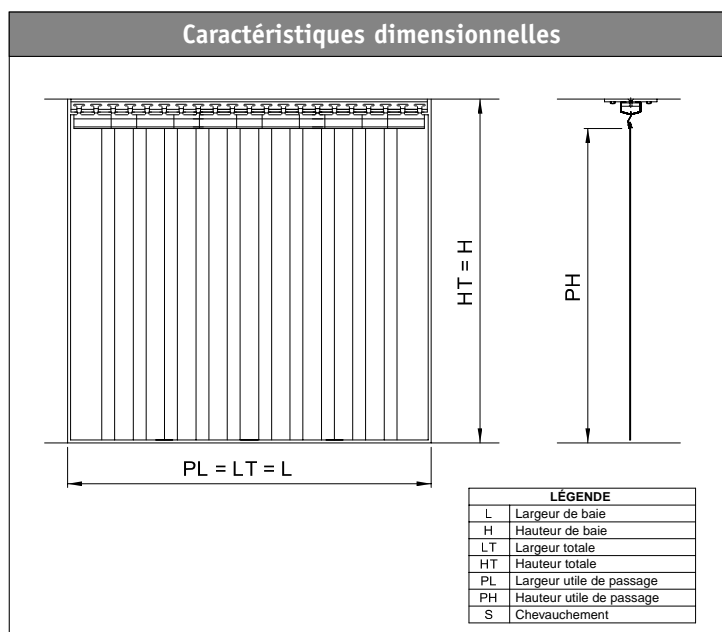 Caractéristiques dimensionnelles
HT = H
PH
PL = LT = L
LÉGENDE
L Largeur de baie
H Hauteur de baie
LT Largeur totale
HT Hauteur totale
PL Largeur utile de passage
PH Hauteur utile de passage
S Chevauchement